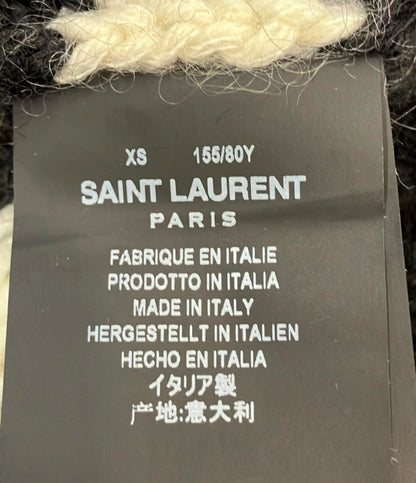 XS 155/80Y
SAINT LAURENT
PARIS
FABRIQUE EN ITALIE
PRODOTTO IN ITALIA
MADE IN ITALY
HERGESTELLT IN ITALIEN
HECHO EN ITALIA
イタリア製
产地:意大利